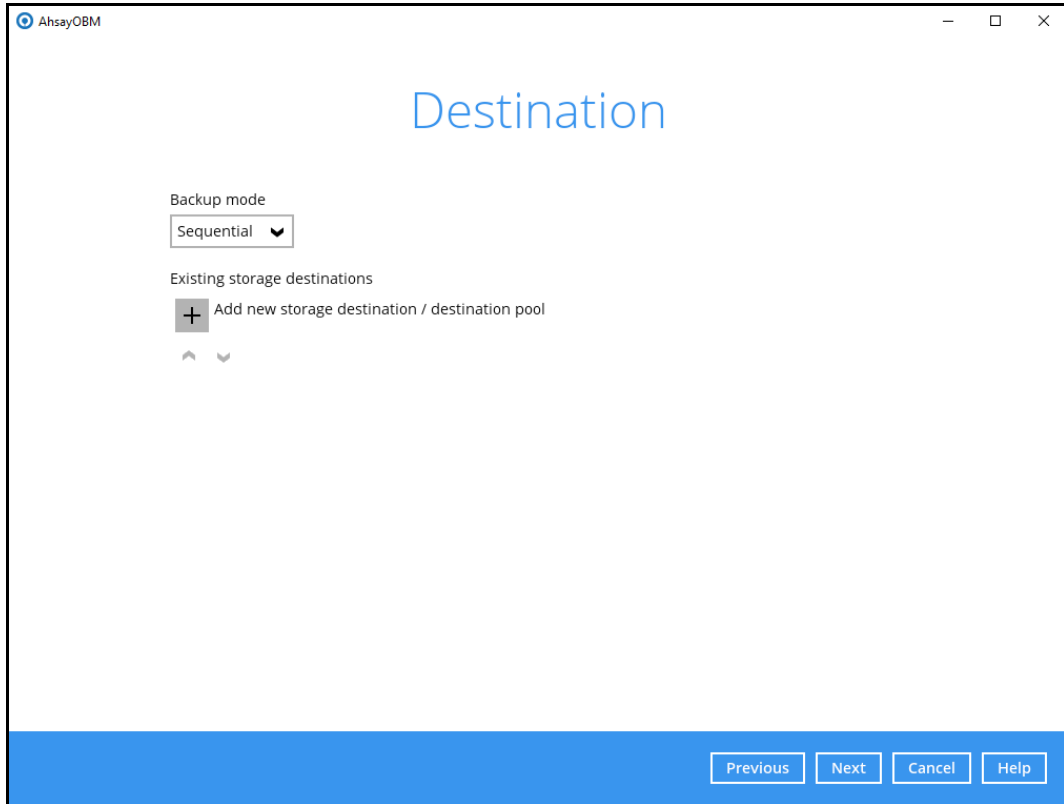 AhsayOBM
Destination
Backup mode
Sequential
Existing storage destinations
Add new storage destination / destination pool
Previous Next Cancel Help